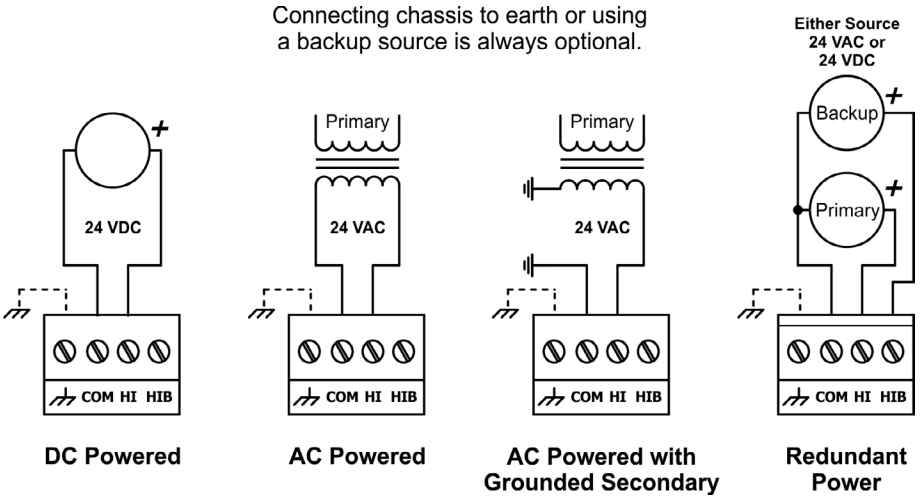 Connecting chassis to earth or using
a backup source is always optional.
Either Source
24 VAC or
24 VDC
+
Primary
Primary
Backup
+
Primary
+
24 VDC
24 VAC
24 VAC
COM HI HIB
COM HI HIB
COM HI HIB
COM HI HIB
DC Powered
AC Powered
AC Powered with
Grounded Secondary
Redundant
Power